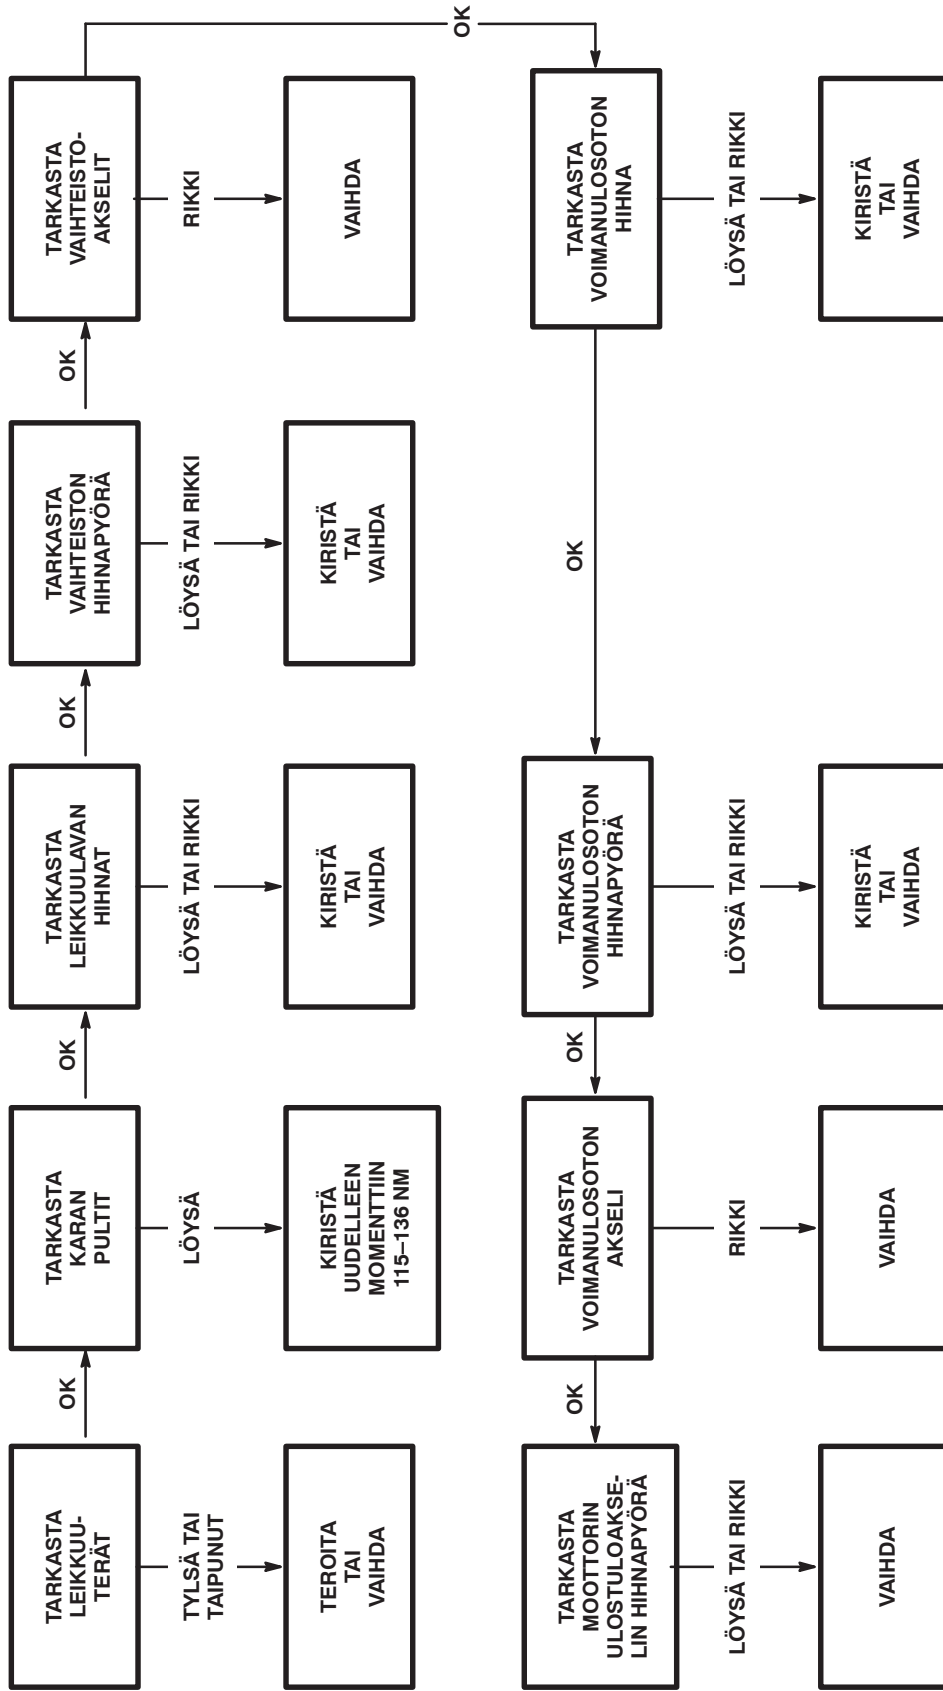 TARKASTA
LEIKKUU-
TERÄT
OK
TARKASTA
KARAN
PULTIT
OK
TARKASTA
LEIKKUULAVAN
HIHNAT
OK
TARKASTA
VAIHTEISTON
HIHNAPYÖRÄ
OK
TARKASTA
VAIHTEISTO-
AKSELIT
OK
TYLSÄ TAI
TAIPUNUT
LÖYSÄ
LÖYSÄ TAI RIKKI
LÖYSÄ TAI RIKKI
RIKKI
TEROITA
TAI
VAIHDA
KIRISTÄ
UUDELLEEN
MOMENTTIIN
115–136 NM
KIRISTÄ
TAI
VAIHDA
KIRISTÄ
TAI
VAIHDA
VAIHDA
TARKASTA
MOOTTORIN
ULOSTULOAKSE-
LIN HIHNAPYÖRÄ
OK
TARKASTA
VOIMANULOSOTON
AKSELI
OK
TARKASTA
VOIMANULOSOTON
HIHNAPYÖRÄ
OK
TARKASTA
VOIMANULOSOTON
HIHNA
LÖYSÄ TAI RIKKI
RIKKI
LÖYSÄ TAI RIKKI
LÖYSÄ TAI RIKKI
VAIHDA
VAIHDA
KIRISTÄ
TAI
VAIHDA
KIRISTÄ
TAI
VAIHDA